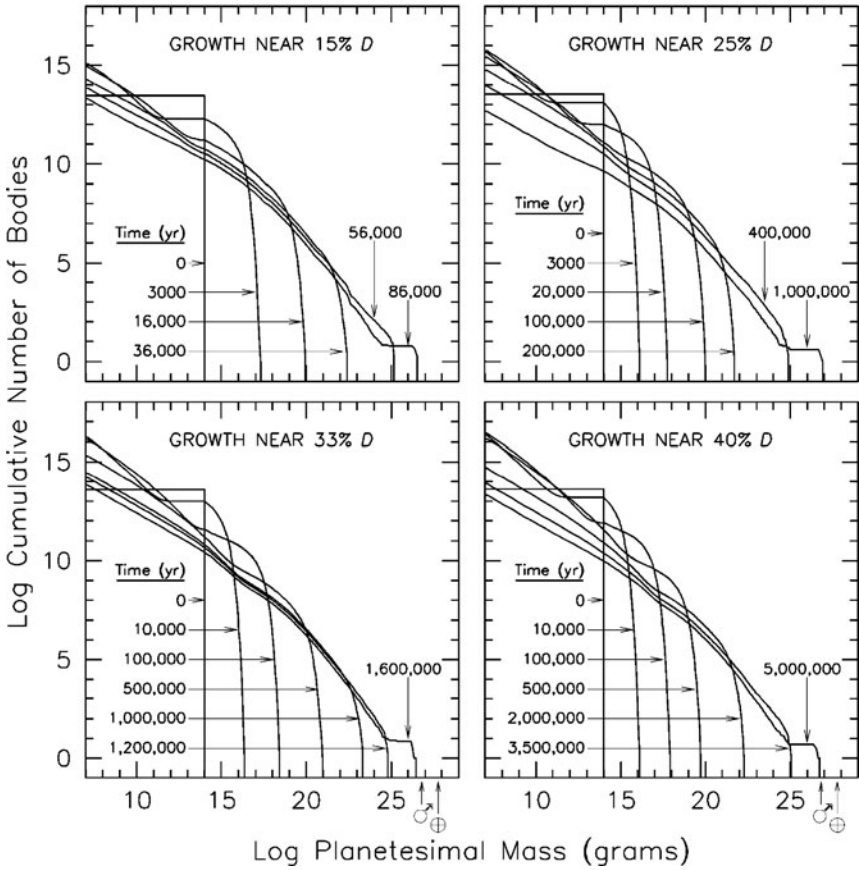 GROWTH NEAR 15% D
15
10
5
0
Time (yr)
0
3000
16,000
36,000
56,000
86,000
GROWTH NEAR 25% D
Time (yr)
0
3000
20,000
100,000
200,000
400,000
1,000,000
GROWTH NEAR 33% D
15
10
5
0
Time (yr)
0
10,000
100,000
500,000
1,000,000
1,200,000
1,600,000
GROWTH NEAR 40% D
Time (yr)
0
10,000
100,000
500,000
2,000,000
3,500,000
5,000,000
10 15 20 25 10 15 20 25
♂ ⊕ ♂ ⊕
Log Cumulative Number of Bodies
Log Planetesimal Mass (grams)